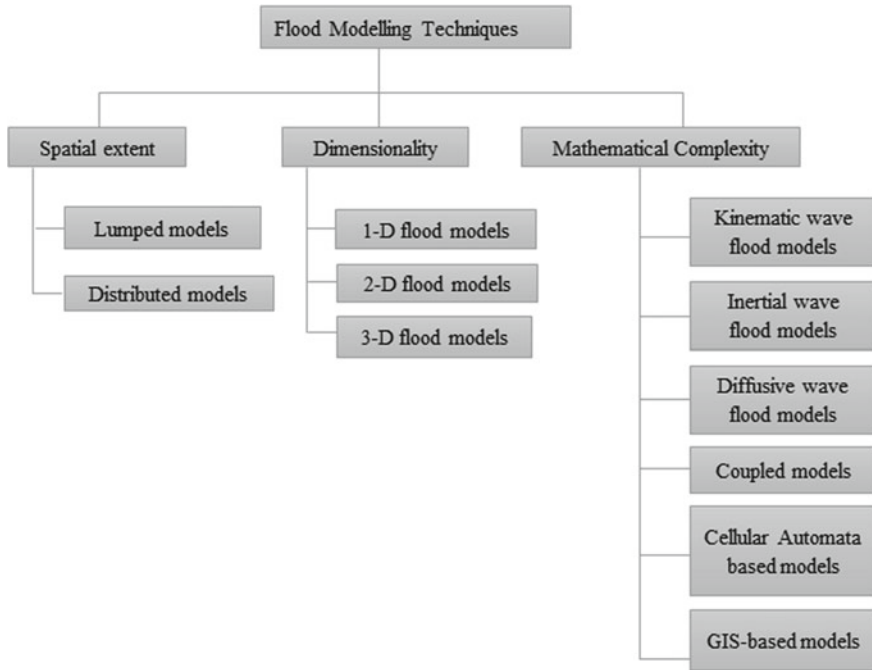 Flood Modelling Techniques
Spatial extent
Lumped models
Distributed models
Dimensionality
1-D flood models
2-D flood models
3-D flood models
Mathematical Complexity
Kinematic wave
flood models
Inertial wave
flood models
Diffusive wave
flood models
Coupled models
Cellular Automata
based models
GIS-based models